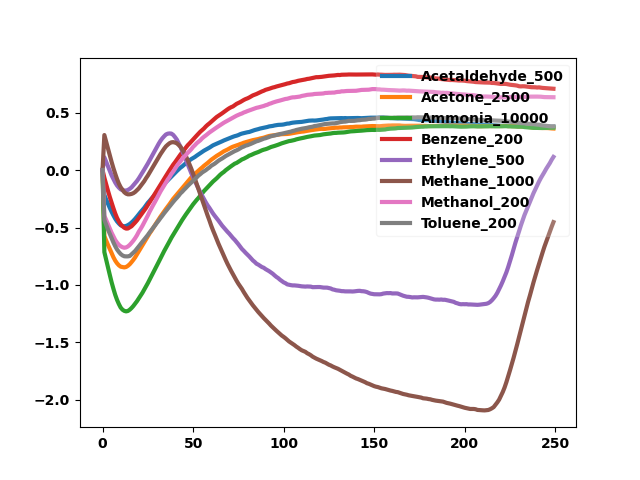 0.5
0.0
−0.5
−1.0
−1.5
−2.0
0
50
100
150
200
250
Acetaldehyde_500
Acetone_2500
Ammonia_10000
Benzene_200
Ethylene_500
Methane_1000
Methanol_200
Toluene_200